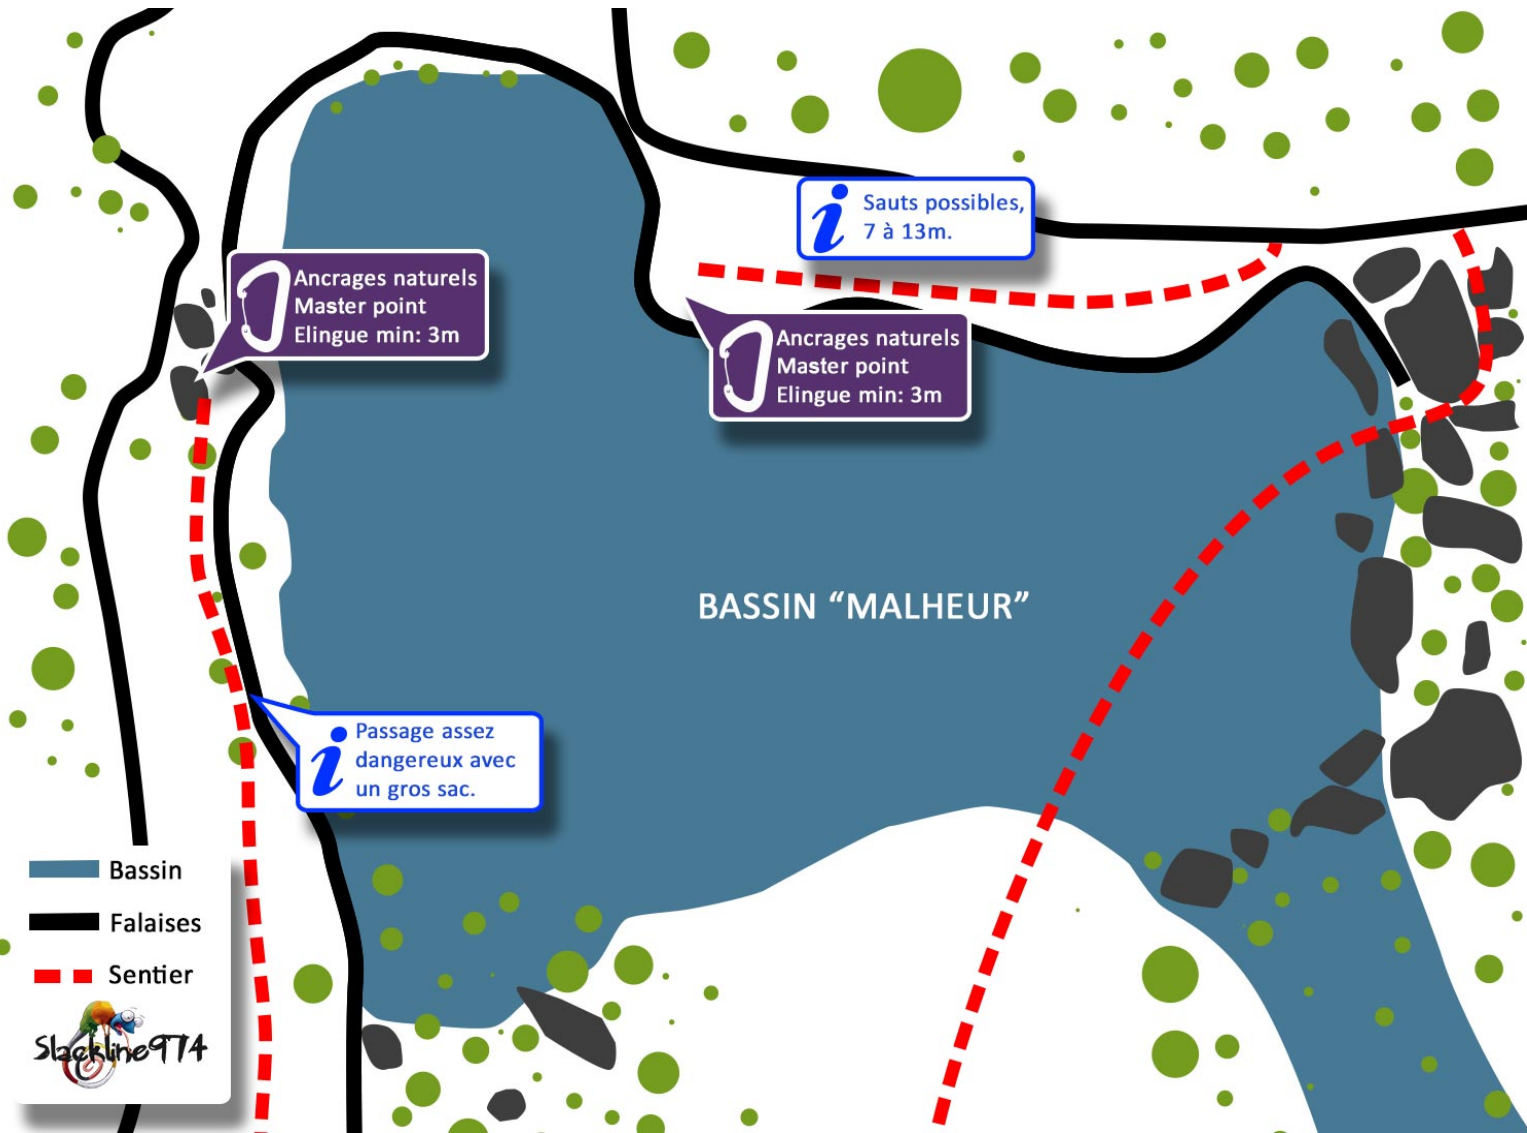 Sauts possibles,
7 à 13m.
Ancrages naturels
Master point
Elingue min: 3m
Ancrages naturels
Master point
Elingue min: 3m
BASSIN “MALHEUR”
Passage assez
dangereux avec
un gros sac.
Bassin
Falaises
Sentier
Slackline974